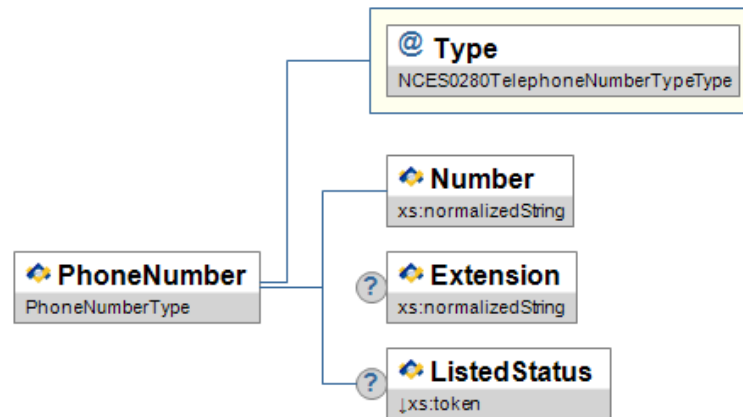 @ Type
NCES0280TelephoneNumberTypeType
Number
xs:normalizedString
PhoneNumber
PhoneNumberType
? Extension
xs:normalizedString
? ListedStatus
↓xs:token